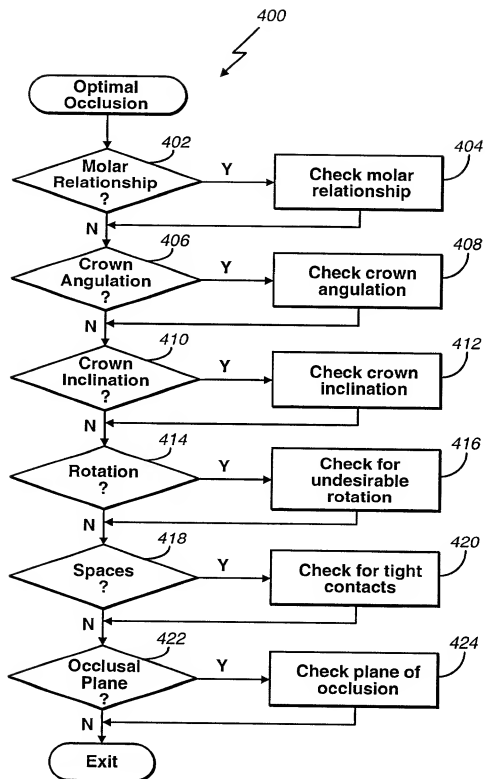 400
Optimal
Occlusion
402
Molar
Relationship
?
Y
404
Check molar
relationship
N
406
Crown
Angulation
?
Y
408
Check crown
angulation
N
410
Crown
Inclination
?
Y
412
Check crown
inclination
N
414
Rotation
?
Y
416
Check for
undesirable
rotation
N
418
Spaces
?
Y
420
Check for tight
contacts
N
422
Occlusal
Plane
?
Y
424
Check plane of
occlusion
N
Exit